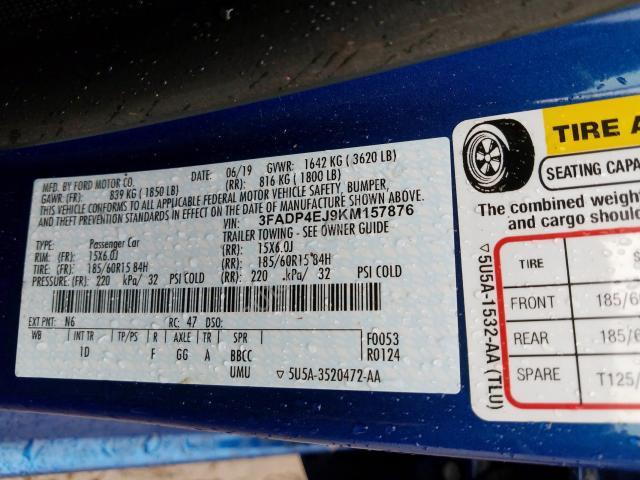 MFD. BY FORD MOTOR CO.
DATE: 06/19 GVWR: 1642 KG ( 3620 LB)
GAWR: (FR): 839 KG ( 1850 LB) (RR): 816 KG ( 1800 LB)
THIS VEHICLE CONFORMS TO ALL APPLICABLE FEDERAL MOTOR VEHICLE SAFETY, BUMPER,
AND THEFT PREVENTION STANDARDS IN EFFECT ON THE DATE OF MANUFACTURE SHOWN ABOVE.
VIN: 3FADP4EJ9KM157876
TYPE: Passenger Car TRAILER TOWING - SEE OWNER GUIDE
RIM: (FR): 15X6.0J (RR): 15X6.0J
TIRE: (FR): 185/60R15 84H (RR): 185/60R15 84H
PRESSURE: (FR): 220 kPa/ 32 PSI COLD (RR): 220 kPa/ 32 PSI COLD
EXT PNT: N6 RC: 47 DSO:
WB INT TR TP/PS R AXLE TR SPR F0053
1D F GG A BBCC R0124
UMU ▽5U5A-3520472-AA
TIRE A
SEATING CAPA
The combined weigh
and cargo shou
TIRE S
FRONT 185/6
REAR 185/6
SPARE T125/
▽5U5A-1532-AA (TLU)